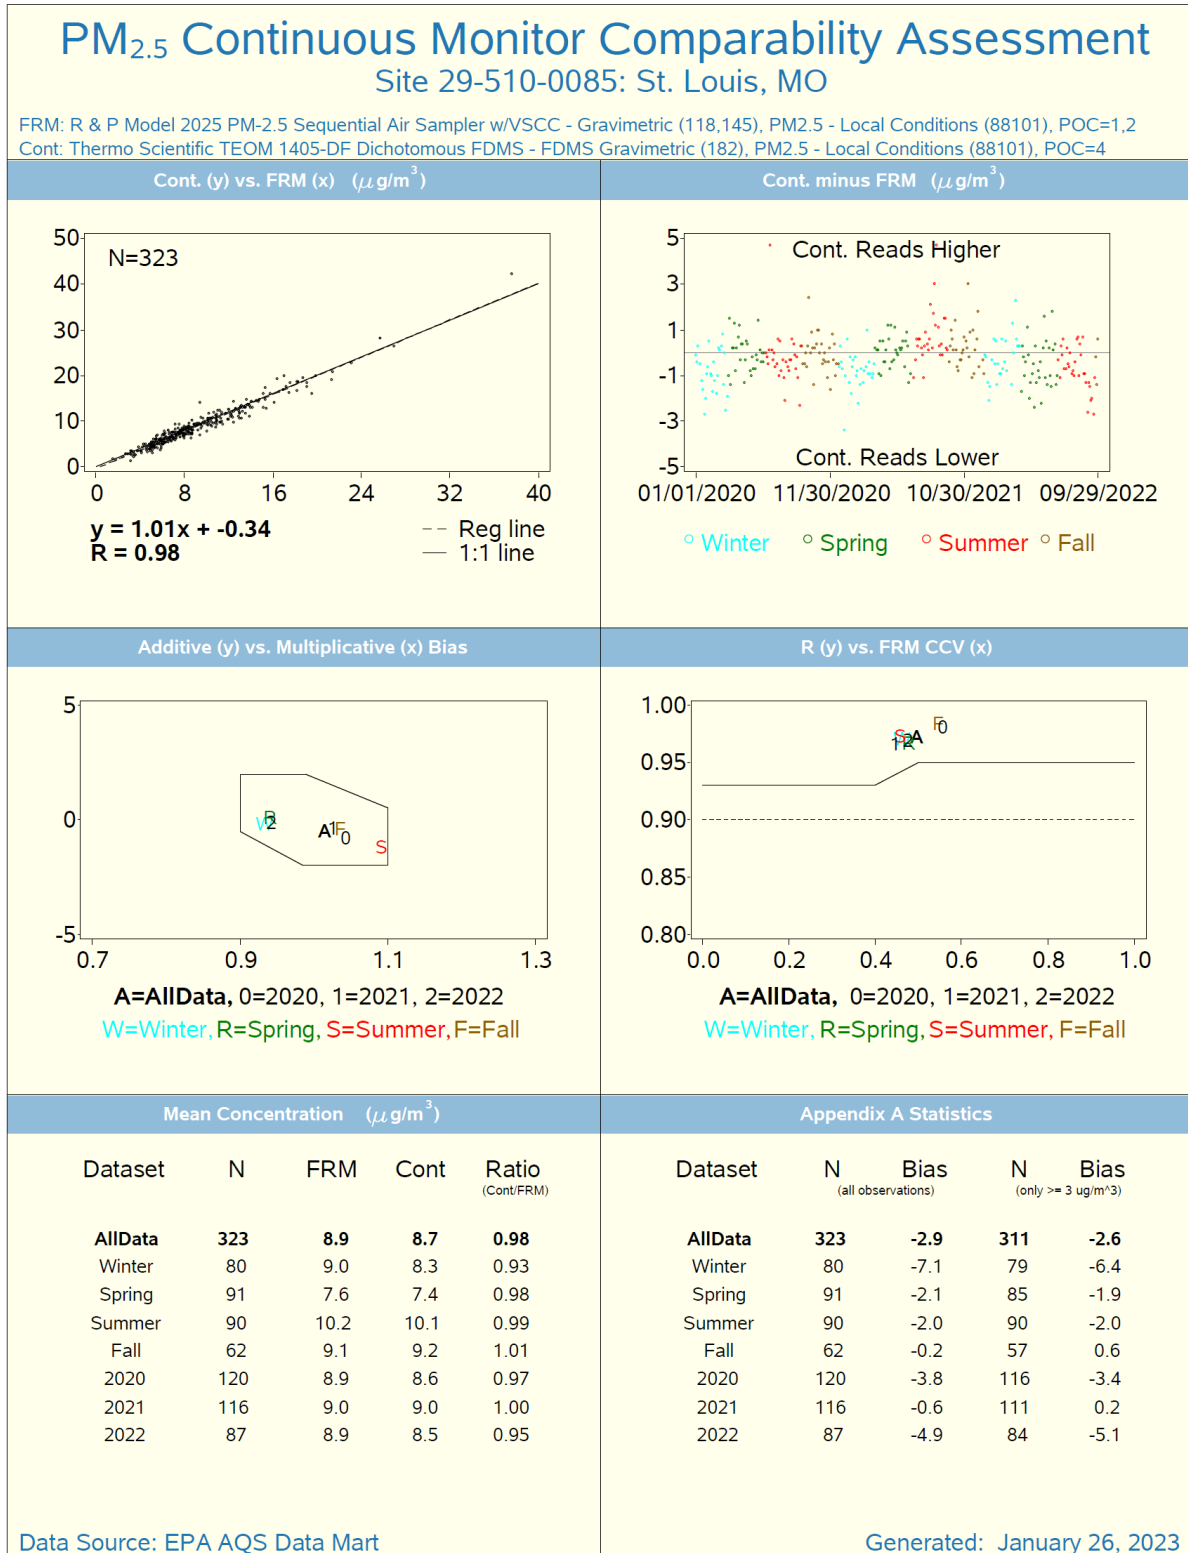 PM2.5 Continuous Monitor Comparability Assessment
Site 29-510-0085: St. Louis, MO
FRM: R & P Model 2025 PM-2.5 Sequential Air Sampler w/VSCC - Gravimetric (118,145), PM2.5 - Local Conditions (88101), POC=1,2
Cont: Thermo Scientific TEOM 1405-DF Dichotomous FDMS - FDMS Gravimetric (182), PM2.5 - Local Conditions (88101), POC=4
Cont. (y) vs. FRM (x) (μg/m3)
50
40
30
20
10
0
N=323
0 8 16 24 32 40
y = 1.01x + -0.34
R = 0.98
Reg line
1:1 line
Cont. minus FRM (μg/m3)
5
3
1
-1
-3
-5
Cont. Reads Higher
Cont. Reads Lower
01/01/2020 11/30/2020 10/30/2021 09/29/2022
Winter Spring Summer Fall
Additive (y) vs. Multiplicative (x) Bias
5
0
-5
W R 2 A 1 F 0 S
0.7 0.9 1.1 1.3
A=AllData, 0=2020, 1=2021, 2=2022
W=Winter, R=Spring, S=Summer, F=Fall
R (y) vs. FRM CCV (x)
1.00
0.95
0.90
0.85
0.80
1 S W 2 R A F 0
0.0 0.2 0.4 0.6 0.8 1.0
A=AllData, 0=2020, 1=2021, 2=2022
W=Winter, R=Spring, S=Summer, F=Fall
Mean Concentration (μg/m3)
Dataset N FRM Cont Ratio
(Cont/FRM)
AllData 323 8.9 8.7 0.98
Winter 80 9.0 8.3 0.93
Spring 91 7.6 7.4 0.98
Summer 90 10.2 10.1 0.99
Fall 62 9.1 9.2 1.01
2020 120 8.9 8.6 0.97
2021 116 9.0 9.0 1.00
2022 87 8.9 8.5 0.95
Appendix A Statistics
Dataset N Bias N Bias
(all observations) (only >= 3 ug/m^3)
AllData 323 -2.9 311 -2.6
Winter 80 -7.1 79 -6.4
Spring 91 -2.1 85 -1.9
Summer 90 -2.0 90 -2.0
Fall 62 -0.2 57 0.6
2020 120 -3.8 116 -3.4
2021 116 -0.6 111 0.2
2022 87 -4.9 84 -5.1
Data Source: EPA AQS Data Mart
Generated: January 26, 2023